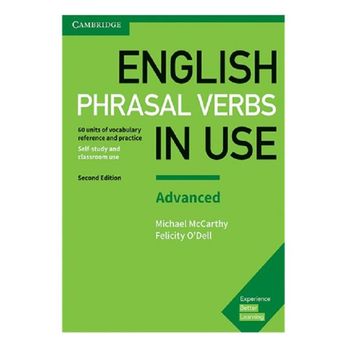 CAMBRIDGE
ENGLISH
PHRASAL VERBS
IN USE
60 units of vocabulary
reference and practice
Self-study and
classroom use
Second Edition
Advanced
Michael McCarthy
Felicity O'Dell
Experience
Better
Learning